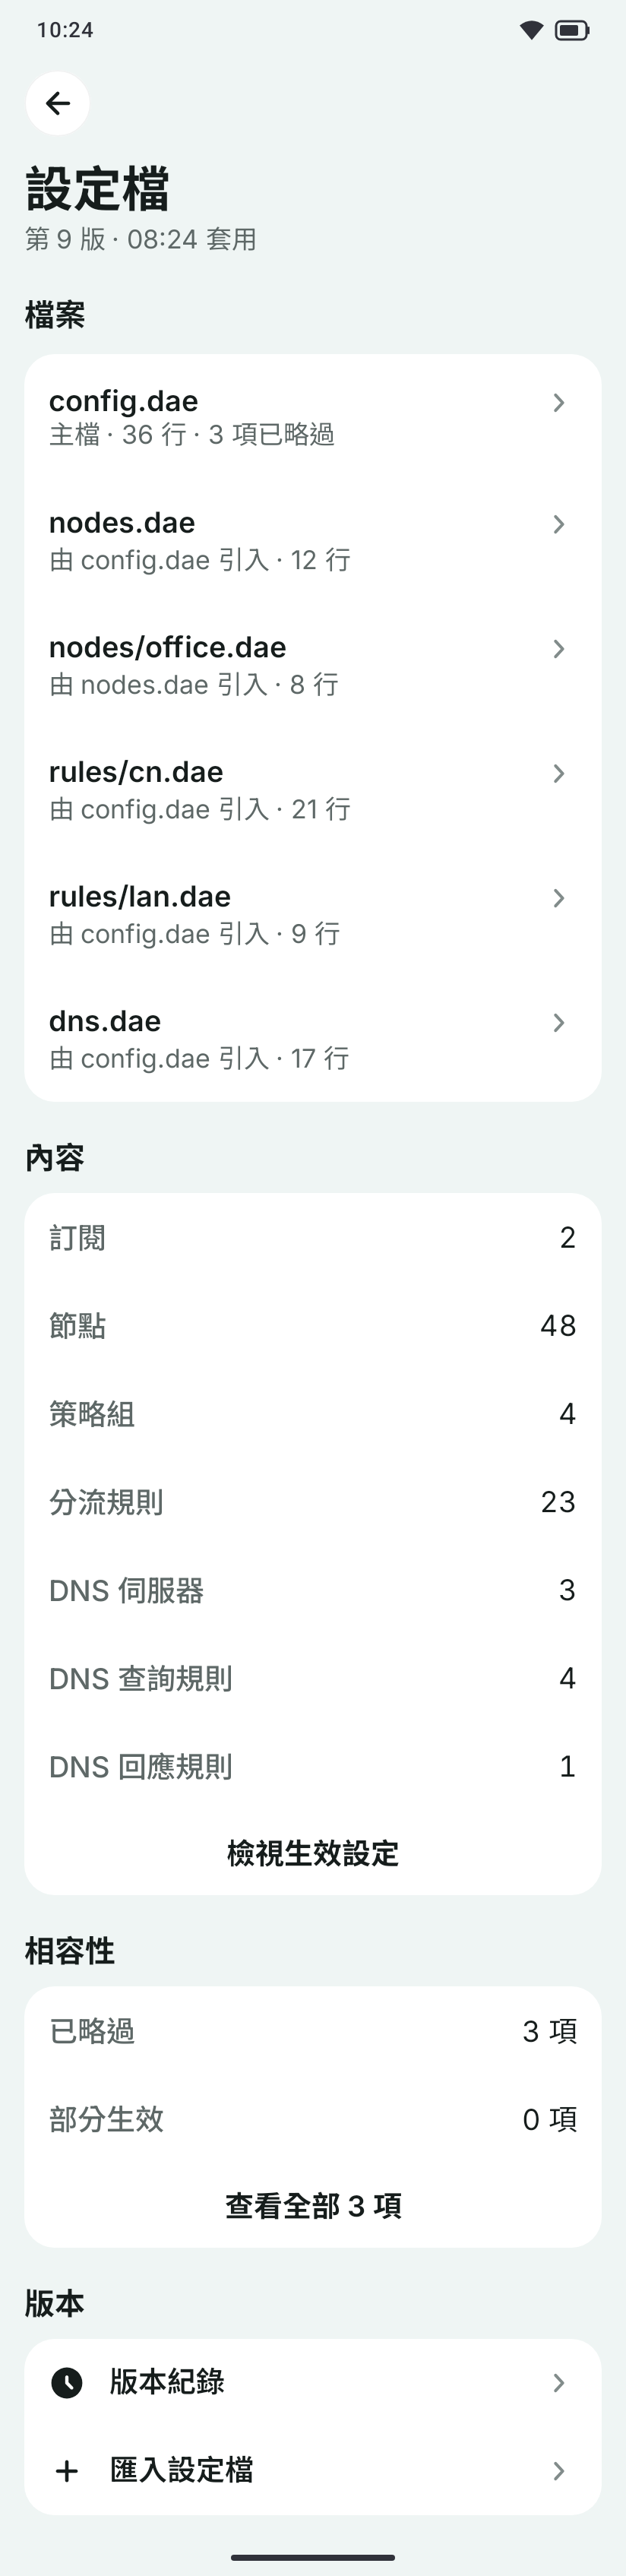 10:24
設定檔
第 9 版 · 08:24 套用
檔案
config.dae
主檔 · 36 行 · 3 項已略過
nodes.dae
由 config.dae 引入 · 12 行
nodes/office.dae
由 nodes.dae 引入 · 8 行
rules/cn.dae
由 config.dae 引入 · 21 行
rules/lan.dae
由 config.dae 引入 · 9 行
dns.dae
由 config.dae 引入 · 17 行
內容
訂閱 2
節點 48
策略組 4
分流規則 23
DNS 伺服器 3
DNS 查詢規則 4
DNS 回應規則 1
檢視生效設定
相容性
已略過 3 項
部分生效 0 項
查看全部 3 項
版本
版本紀錄
匯入設定檔